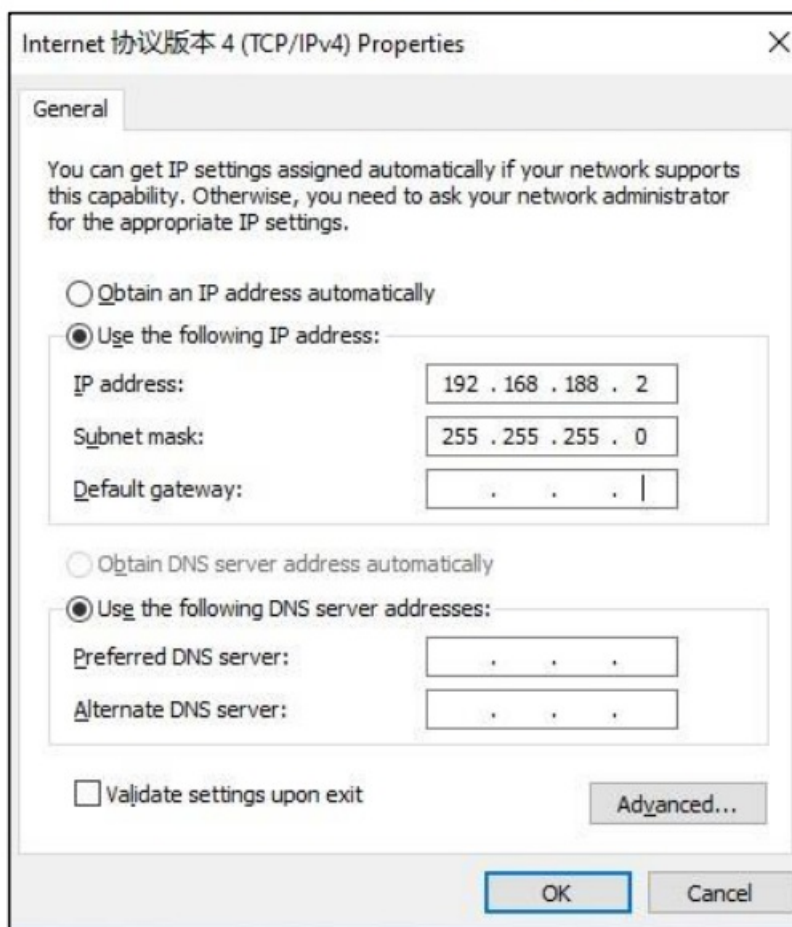 Internet 协议版本 4 (TCP/IPv4) Properties
General
You can get IP settings assigned automatically if your network supports
this capability. Otherwise, you need to ask your network administrator
for the appropriate IP settings.
Obtain an IP address automatically
Use the following IP address:
IP address: 192 . 168 . 188 . 2
Subnet mask: 255 . 255 . 255 . 0
Default gateway: . . .
Obtain DNS server address automatically
Use the following DNS server addresses:
Preferred DNS server: . . .
Alternate DNS server: . . .
Validate settings upon exit
Advanced...
OK Cancel